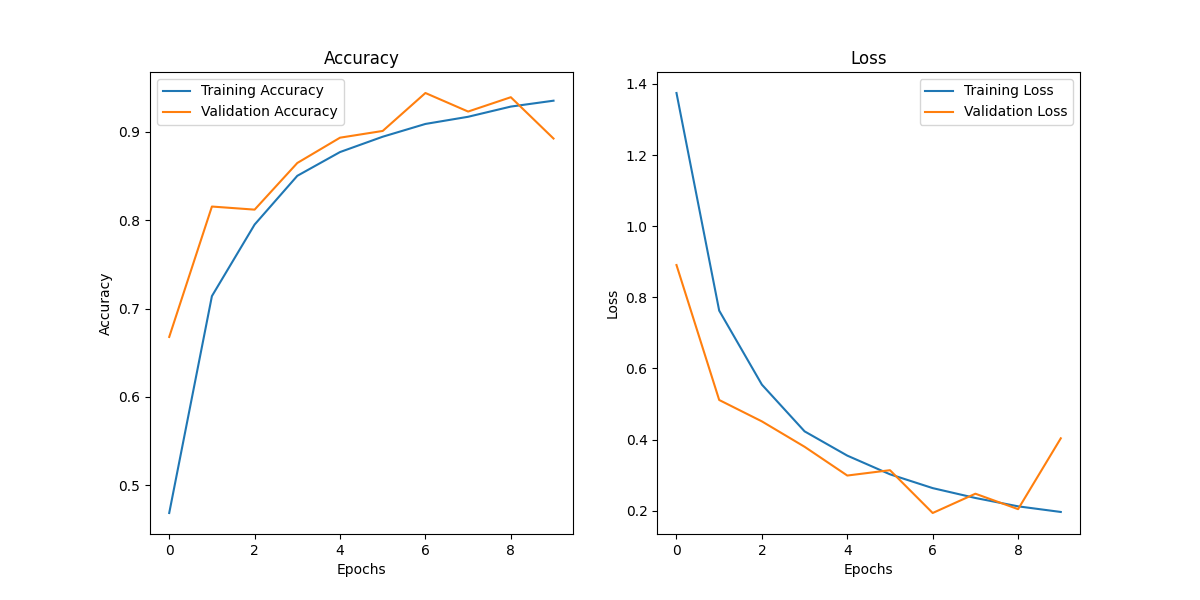 Accuracy
Training Accuracy
Validation Accuracy
0.9
0.8
0.7
0.6
0.5
Accuracy
0 2 4 6 8
Epochs
Loss
Training Loss
Validation Loss
1.4
1.2
1.0
0.8
0.6
0.4
0.2
Loss
0 2 4 6 8
Epochs